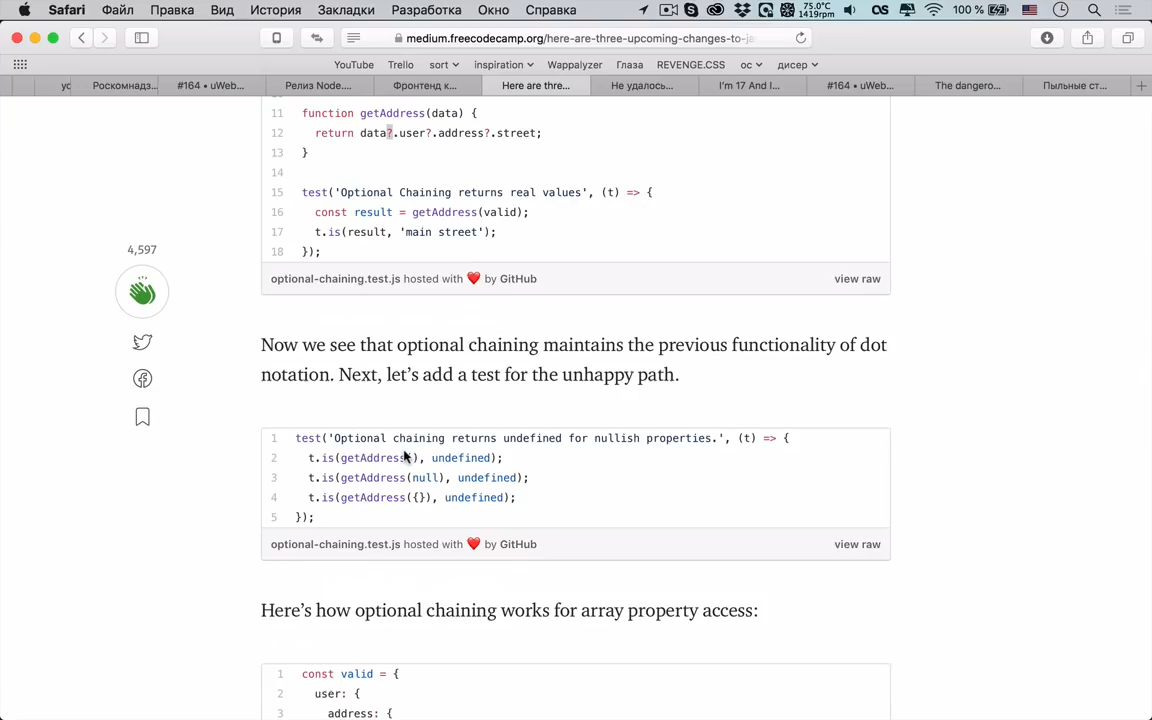 Safari Файл Правка Вид История Закладки Разработка Окно Справка 75.0°C 1419rpm 100 %
medium.freecodecamp.org/here-are-three-upcoming-changes-to-ja
YouTube Trello sort inspiration Wappalyzer Глаза REVENGE.CSS ос дисер
ус Роскомнадз... #164 • uWeb... Релиз Node.... Фронтенд к... Here are thre... Не удалось... I'm 17 And I... #164 • uWeb... The dangero... Пыльные ст...
11 function getAddress(data) {
12 return data?.user?.address?.street;
13 }
14
15 test('Optional Chaining returns real values', (t) => {
16 const result = getAddress(valid);
17 t.is(result, 'main street');
18 });
optional-chaining.test.js hosted with ❤ by GitHub view raw
4,597
Now we see that optional chaining maintains the previous functionality of dot
notation. Next, let's add a test for the unhappy path.
1 test('Optional chaining returns undefined for nullish properties.', (t) => {
2 t.is(getAddress(), undefined);
3 t.is(getAddress(null), undefined);
4 t.is(getAddress({}), undefined);
5 });
optional-chaining.test.js hosted with ❤ by GitHub view raw
Here's how optional chaining works for array property access:
1 const valid = {
2 user: {
3 address: {